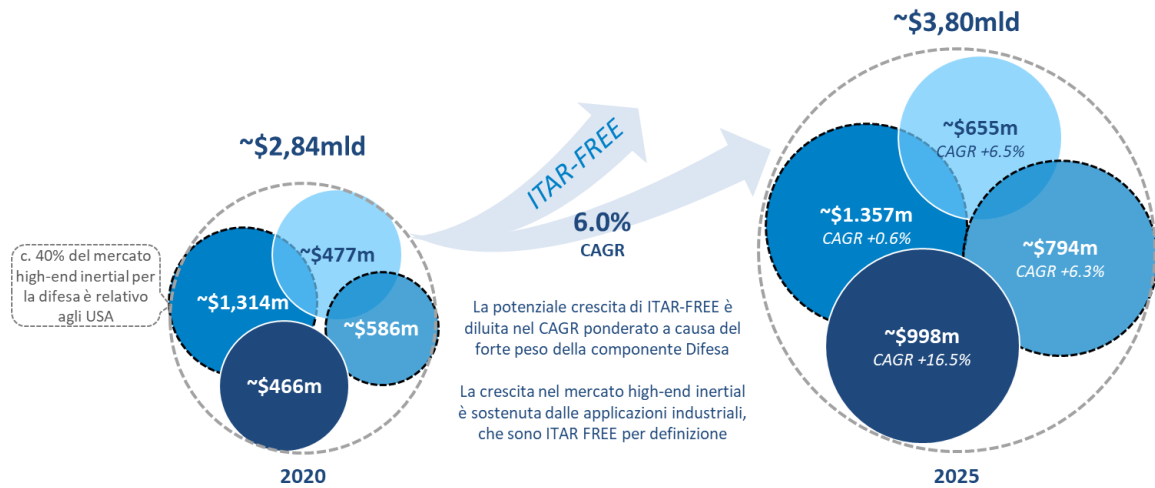 ~$2,84mld
~$477m
~$1,314m
~$586m
~$466m
2020
c. 40% del mercato
high-end inertial per
la difesa è relativo
agli USA
ITAR-FREE
6.0%
CAGR
La potenziale crescita di ITAR-FREE è
diluita nel CAGR ponderato a causa del
forte peso della componente Difesa
La crescita nel mercato high-end inertial
è sostenuta dalle applicazioni industriali,
che sono ITAR FREE per definizione
~$3,80mld
~$655m
CAGR +6.5%
~$1.357m
CAGR +0.6%
~$794m
CAGR +6.3%
~$998m
CAGR +16.5%
2025